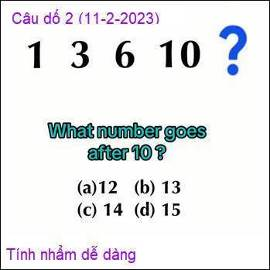 Câu dố 2 (11-2-2023)
1 3 6 10 ?
What number goes
after 10 ?
(a)12 (b) 13
(c) 14 (d) 15
Tính nhẩm dễ dàng